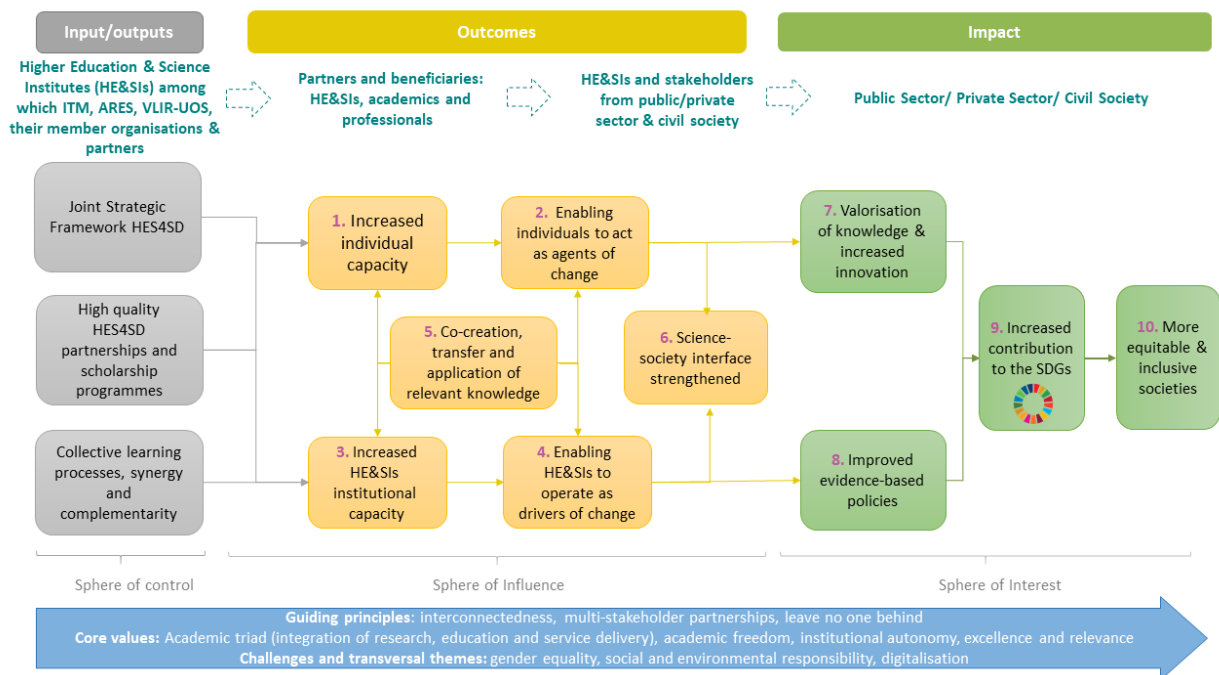 Input/outputs
Outcomes
Impact
Higher Education & Science
Institutes (HE&SIs) among
which ITM, ARES, VLIR-UOS,
their member organisations &
partners
Partners and beneficiaries:
HE&SIs, academics and
professionals
HE&SIs and stakeholders
from public/private
sector & civil society
Public Sector/ Private Sector/ Civil Society
Joint Strategic
Framework HES4SD
High quality
HES4SD
partnerships and
scholarship
programmes
Collective learning
processes, synergy
and
complementarity
1. Increased
individual
capacity
2. Enabling
individuals to act
as agents of
change
5. Co-creation,
transfer and
application of
relevant knowledge
6. Science-
society interface
strengthened
3. Increased
HE&SIs
institutional
capacity
4. Enabling
HE&SIs to
operate as
drivers of change
7. Valorisation
of knowledge &
increased
innovation
8. Improved
evidence-based
policies
9. Increased
contribution
to the SDGs
10. More
equitable &
inclusive
societies
Sphere of control
Sphere of Influence
Sphere of Interest
Guiding principles: interconnectedness, multi-stakeholder partnerships, leave no one behind
Core values: Academic triad (integration of research, education and service delivery), academic freedom, institutional autonomy, excellence and relevance
Challenges and transversal themes: gender equality, social and environmental responsibility, digitalisation